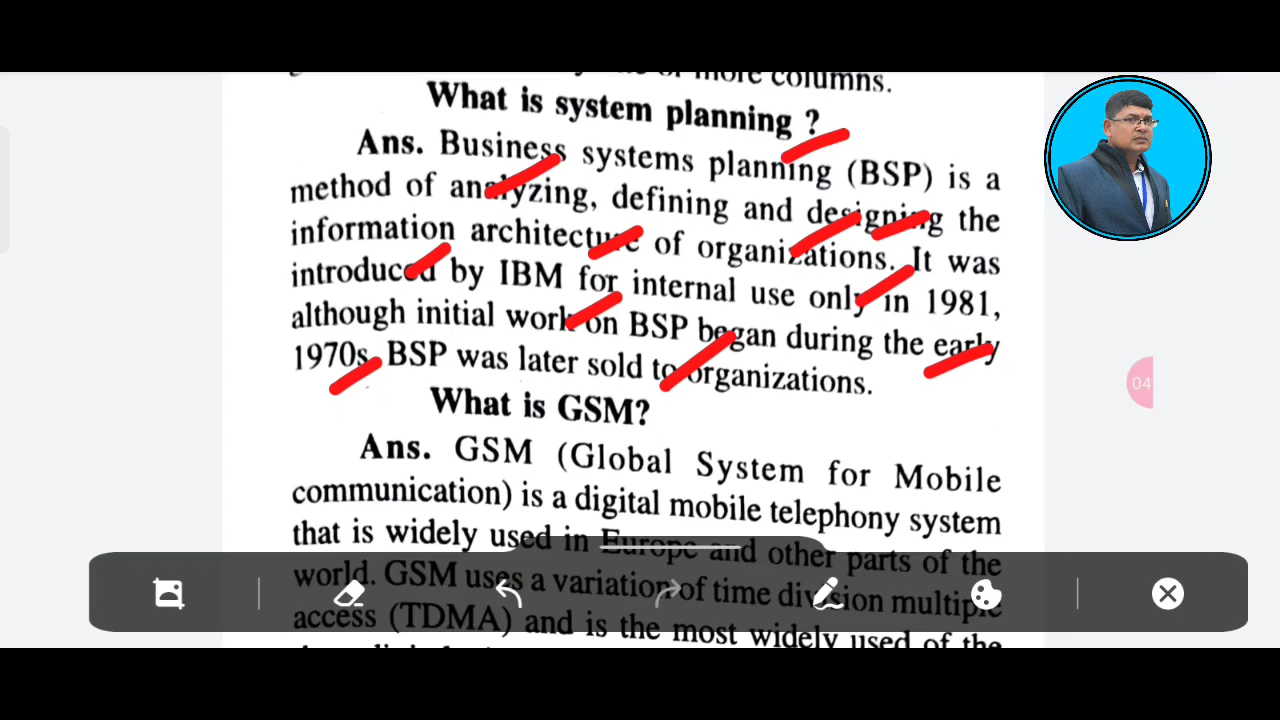 or more columns.
What is system planning ?
Ans. Business systems planning (BSP) is a
method of analyzing, defining and designing the
information architecture of organizations. It was
introduced by IBM for internal use only in 1981,
although initial work on BSP began during the early
1970s. BSP was later sold to organizations.
What is GSM?
Ans. GSM (Global System for Mobile
communication) is a digital mobile telephony system
that is widely used in Europe and other parts of the
world. GSM uses a variation of time division multiple
access (TDMA) and is the most widely used of the
04